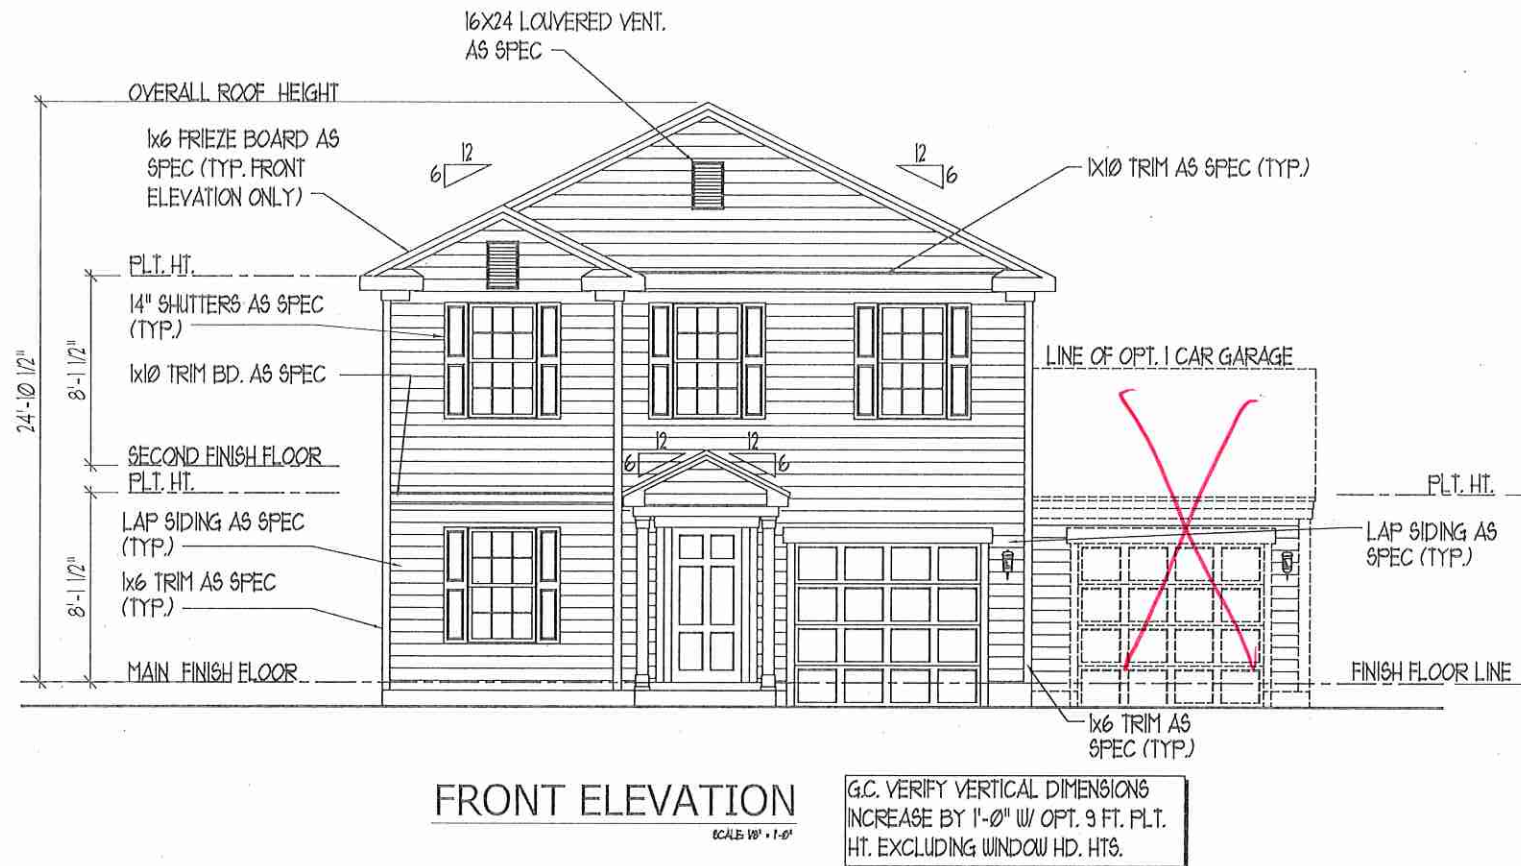 16X24 LOUVERED VENT.
AS SPEC
OVERALL ROOF HEIGHT
1x6 FRIEZE BOARD AS
SPEC (TYP. FRONT
ELEVATION ONLY)
12
6
12
6
1X10 TRIM AS SPEC (TYP.)
PLT. HT.
14" SHUTTERS AS SPEC
(TYP.)
1x10 TRIM BD. AS SPEC
24'-10 1/2"
8'-1 1/2"
LINE OF OPT. 1 CAR GARAGE
SECOND FINISH FLOOR
PLT. HT.
12
6
12
6
PLT. HT.
LAP SIDING AS SPEC
(TYP.)
1x6 TRIM AS SPEC
(TYP.)
8'-1 1/2"
LAP SIDING AS
SPEC (TYP.)
MAIN FINISH FLOOR
FINISH FLOOR LINE
1x6 TRIM AS
SPEC (TYP.)
FRONT ELEVATION
SCALE: 1/8" = 1'-0"
G.C. VERIFY VERTICAL DIMENSIONS
INCREASE BY 1'-0" W/ OPT. 9 FT. PLT.
HT. EXCLUDING WINDOW HD. HTS.